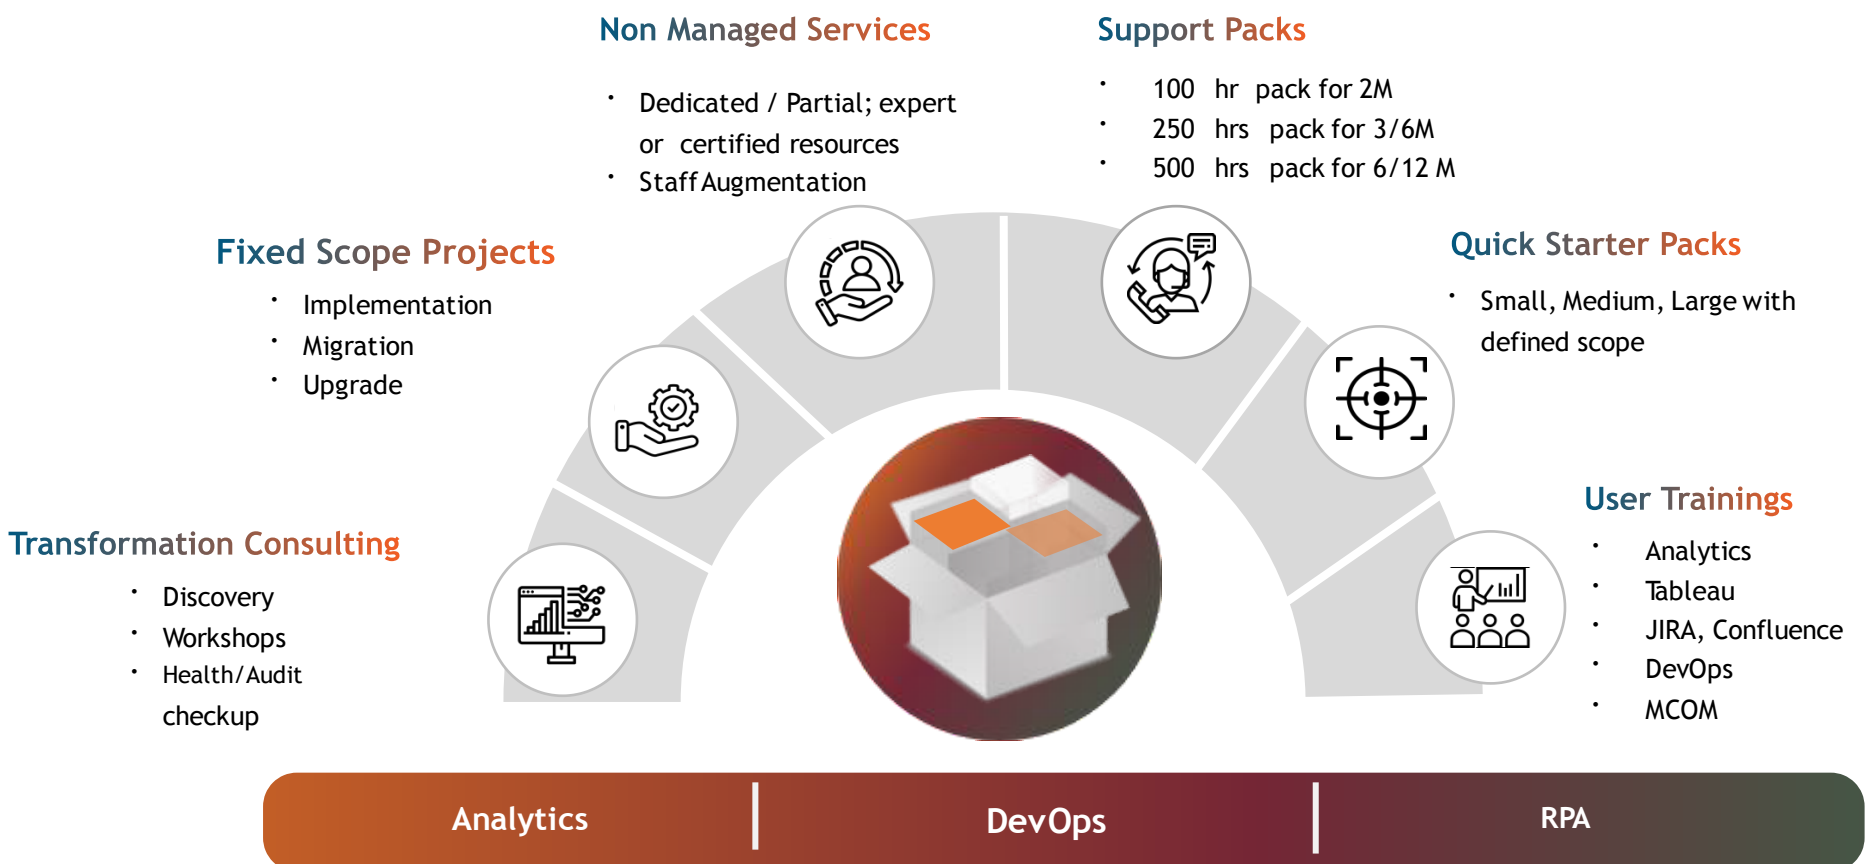 Non Managed Services
• Dedicated / Partial; expert
or certified resources
• Staff Augmentation
Support Packs
• 100 hr pack for 2M
• 250 hrs pack for 3/6M
• 500 hrs pack for 6/12 M
Fixed Scope Projects
• Implementation
• Migration
• Upgrade
Quick Starter Packs
• Small, Medium, Large with
defined scope
Transformation Consulting
• Discovery
• Workshops
• Health/Audit
checkup
User Trainings
• Analytics
• Tableau
• JIRA, Confluence
• DevOps
• MCOM
Analytics
DevOps
RPA